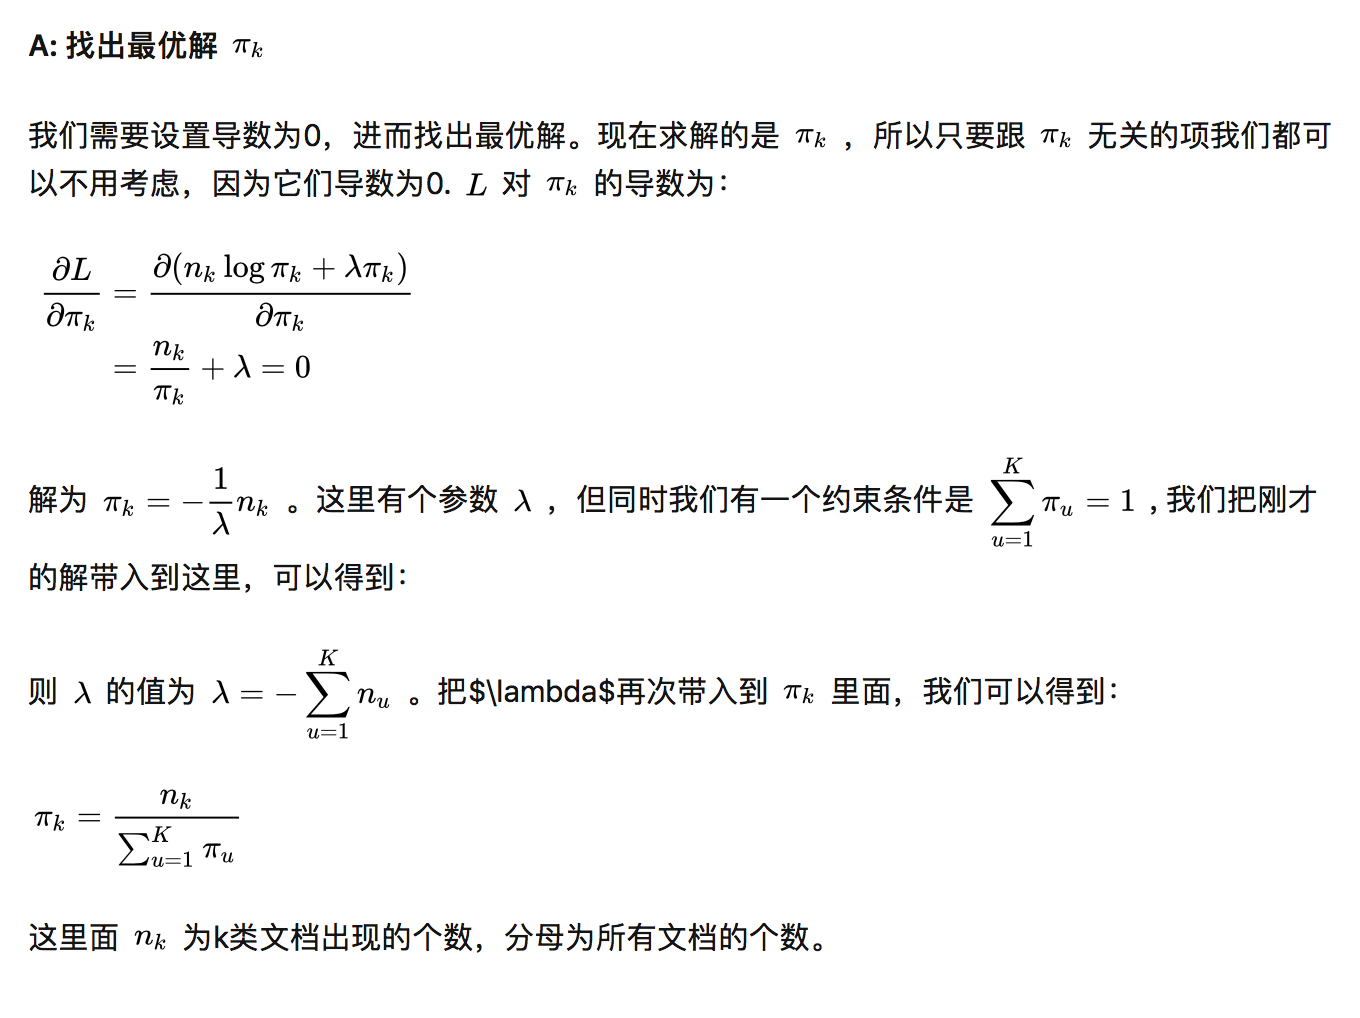 A: 找出最优解 $\pi_k$
我们需要设置导数为0，进而找出最优解。现在求解的是 $\pi_k$ ，所以只要跟 $\pi_k$ 无关的项我们都可
以不用考虑，因为它们导数为0. $L$ 对 $\pi_k$ 的导数为：
$\frac{\partial L}{\partial \pi_k} = \frac{\partial (n_k \log \pi_k + \lambda \pi_k)}{\partial \pi_k}$
$= \frac{n_k}{\pi_k} + \lambda = 0$
解为 $\pi_k = -\frac{1}{\lambda} n_k$ 。这里有个参数 $\lambda$ ，但同时我们有一个约束条件是 $\sum_{u=1}^{K} \pi_u = 1$ , 我们把刚才
的解带入到这里，可以得到：
则 $\lambda$ 的值为 $\lambda = -\sum_{u=1}^{K} n_u$ 。把$\lambda$再次带入到 $\pi_k$ 里面，我们可以得到：
$\pi_k = \frac{n_k}{\sum_{u=1}^{K} \pi_u}$
这里面 $n_k$ 为k类文档出现的个数，分母为所有文档的个数。